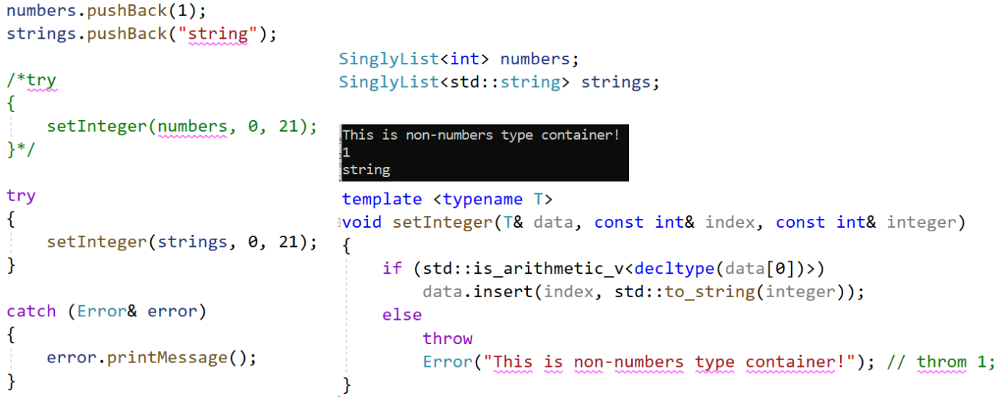 numbers.pushBack(1);
strings.pushBack("string");
/*try
{
    setInteger(numbers, 0, 21);
}*/
try
{
    setInteger(strings, 0, 21);
}
catch (Error& error)
{
    error.printMessage();
}
SinglyList<int> numbers;
SinglyList<std::string> strings;
This is non-numbers type container!
1
string
template <typename T>
void setInteger(T& data, const int& index, const int& integer)
{
    if (std::is_arithmetic_v<decltype(data[0])>)
        data.insert(index, std::to_string(integer));
    else
        throw
        Error("This is non-numbers type container!"); // throm 1;
}